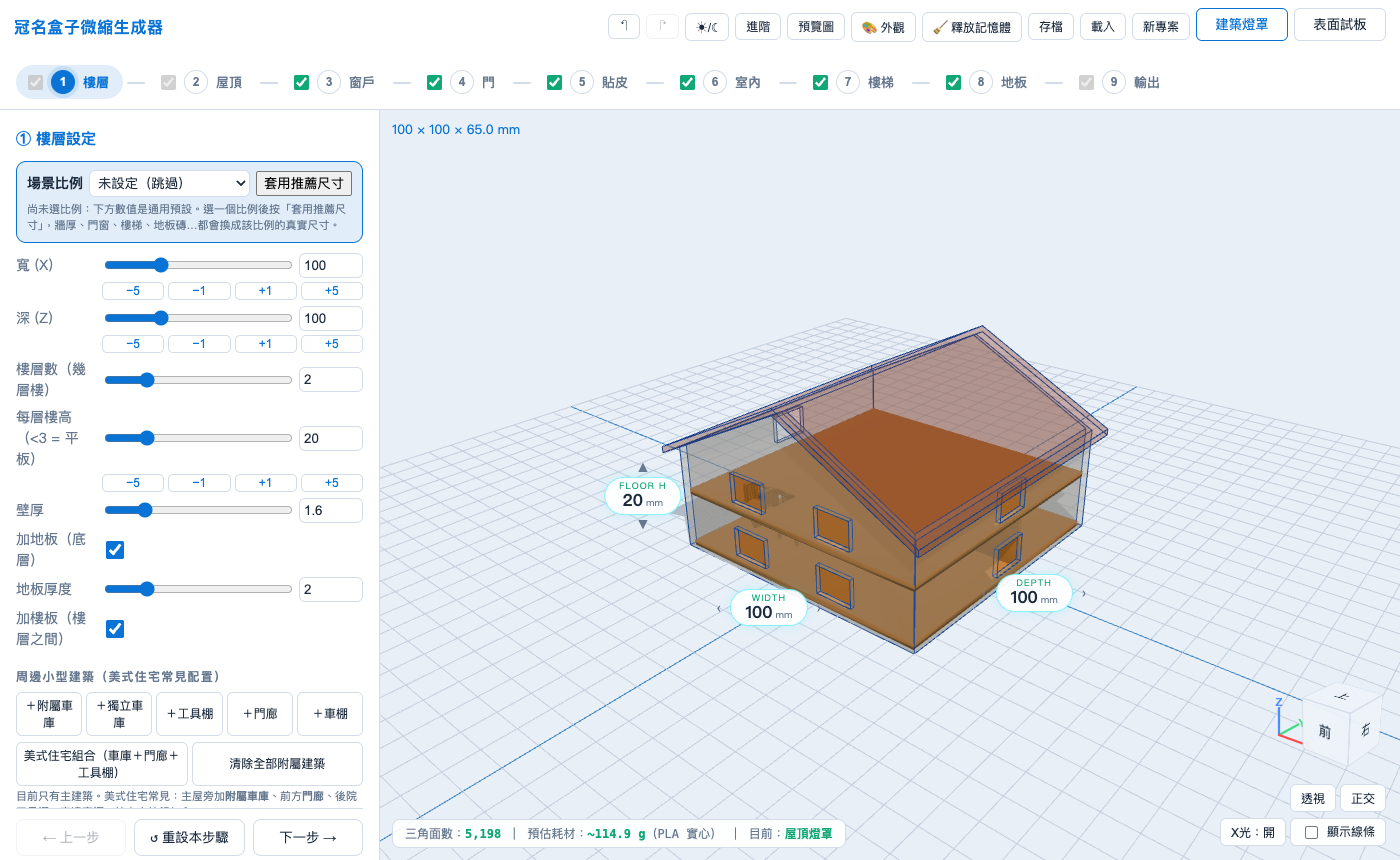 冠名盒子微縮生成器
↰
↱
☀/☾
進階
預覽圖
🎨 外觀
🧹 釋放記憶體
存檔
載入
新專案
建築燈罩
表面試板
1 樓層
2 屋頂
3 窗戶
4 門
5 貼皮
6 室內
7 樓梯
8 地板
9 輸出
① 樓層設定
場景比例
未設定（跳過）
套用推薦尺寸
尚未選比例：下方數值是通用預設。選一個比例後按「套用推薦尺
寸」，牆厚、門窗、樓梯、地板磚…都會換成該比例的真實尺寸。
寬 (X)
100
−5 −1 +1 +5
深 (Z)
100
−5 −1 +1 +5
樓層數（幾
層樓）
2
每層樓高
（<3 = 平
板）
20
−5 −1 +1 +5
壁厚
1.6
加地板（底
層）
地板厚度
2
加樓板（樓
層之間）
周邊小型建築（美式住宅常見配置）
＋附屬車
庫
＋獨立車
庫
＋工具棚
＋門廊
＋車棚
美式住宅組合（車庫＋門廊＋
工具棚）
清除全部附屬建築
目前只有主建築。美式住宅常見：主屋旁加附屬車庫、前方門廊、後院
← 上一步
↺ 重設本步驟
下一步 →
100 × 100 × 65.0 mm
FLOOR H
20 mm
WIDTH
100 mm
DEPTH
100 mm
Z
上
前
右
透視
正交
X光：開
顯示線條
三角面數：5,198 | 預估耗材：~114.9 g (PLA 實心) | 目前：屋頂燈罩